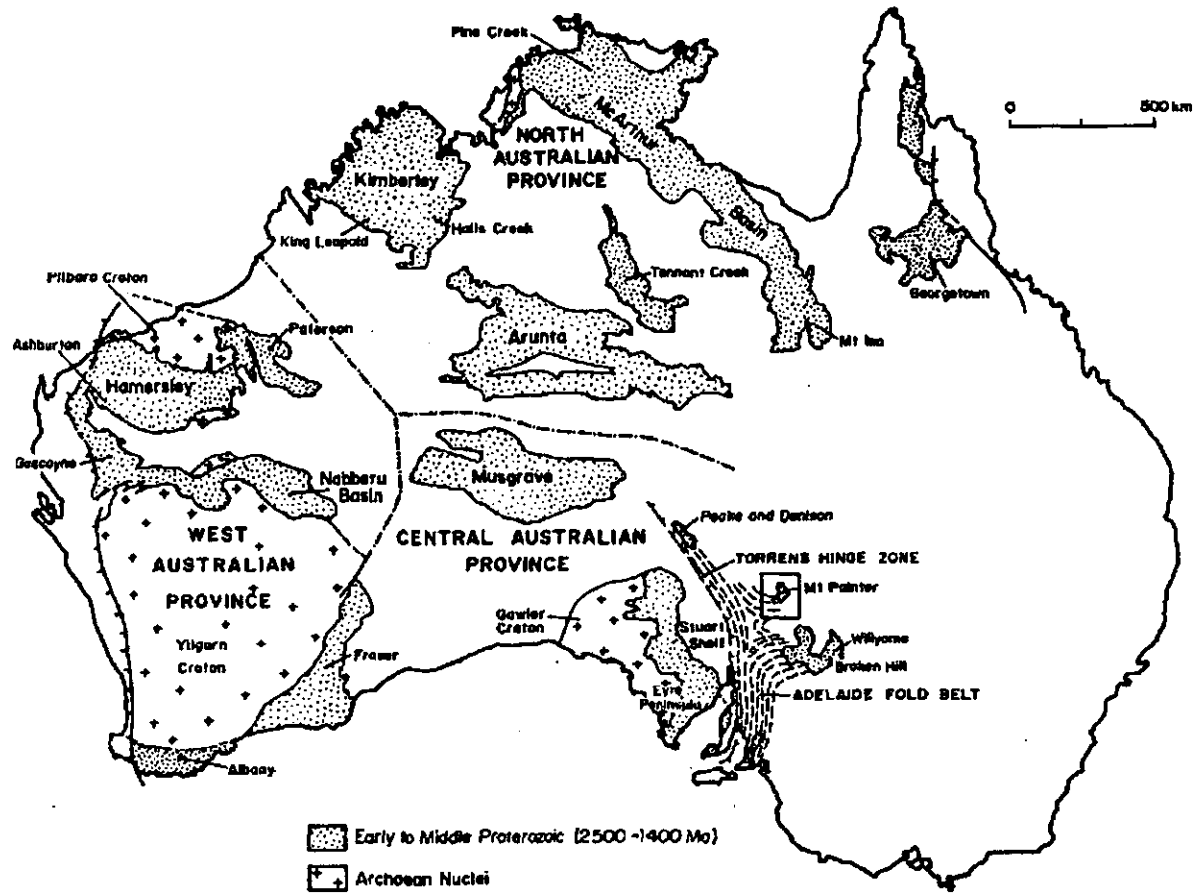 Pine Creek
0 500 km
McArthur
Basin
NORTH
AUSTRALIAN
PROVINCE
Kimberley
King Leopold
Halls Creek
Tennant Creek
Georgetown
Pilbara Craton
Paterson
Mt Isa
Ashburton
Arunta
Hamersley
Gascoyne
Musgrave
Nabberu
Basin
Peake and Denison
WEST
AUSTRALIAN
PROVINCE
CENTRAL AUSTRALIAN
PROVINCE
TORRENS HINGE ZONE
Mt Painter
Gawler
Craton
Stuart
Shelf
Willyama
Broken Hill
Yilgarn
Craton
Fraser
Eyre
Peninsula
ADELAIDE FOLD BELT
Albany
Early to Middle Proterozoic (2500-1400 Ma)
Archaean Nuclei